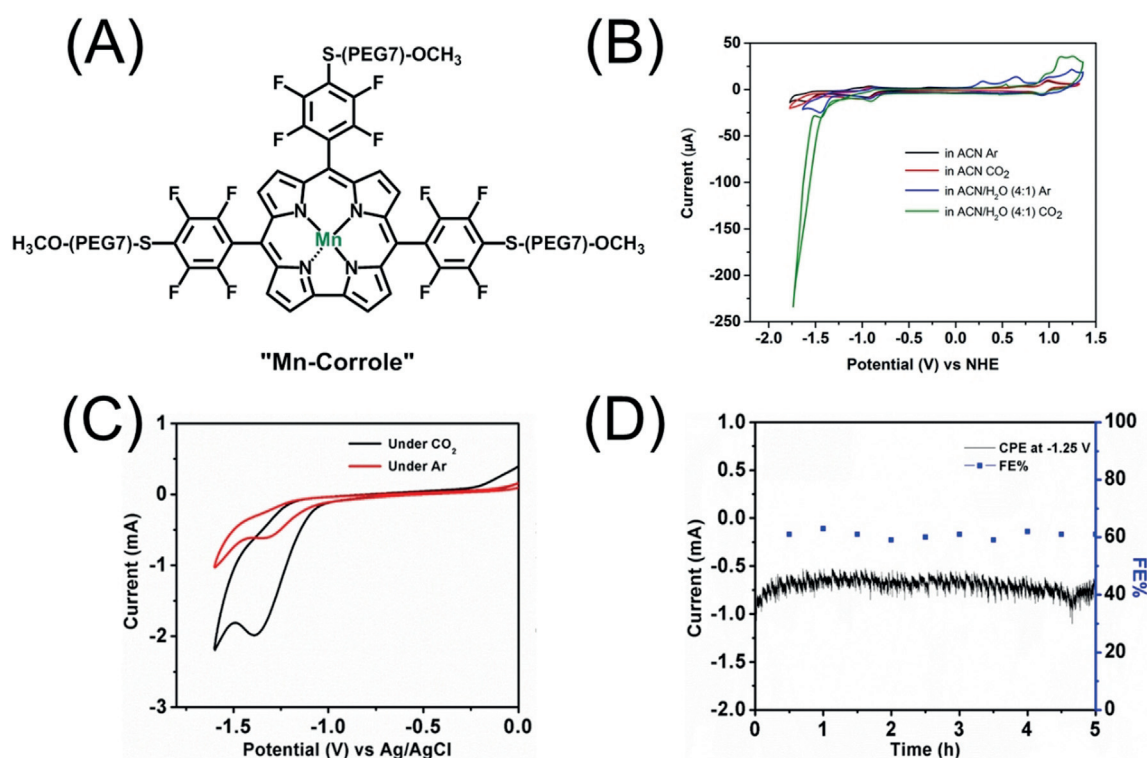 (A)
S-(PEG7)-OCH3
F F
F F
F F
F F
H3CO-(PEG7)-S
N N
Mn
N N
F F
F F
S-(PEG7)-OCH3
"Mn-Corrole"
(B)
50
25
0
-25
-50
-100
-150
-200
-250
Current (µA)
in ACN Ar
in ACN CO2
in ACN/H2O (4:1) Ar
in ACN/H2O (4:1) CO2
-2.0 -1.5 -1.0 -0.5 0.0 0.5 1.0 1.5
Potential (V) vs NHE
(C)
1
0
-1
-2
-3
Current (mA)
Under CO2
Under Ar
-1.5 -1.0 -0.5 0.0
Potential (V) vs Ag/AgCl
(D)
1.0
0.5
0.0
-0.5
-1.0
-1.5
-2.0
Current (mA)
CPE at -1.25 V
FE%
100
80
60
40
20
0
FE%
0 1 2 3 4 5
Time (h)